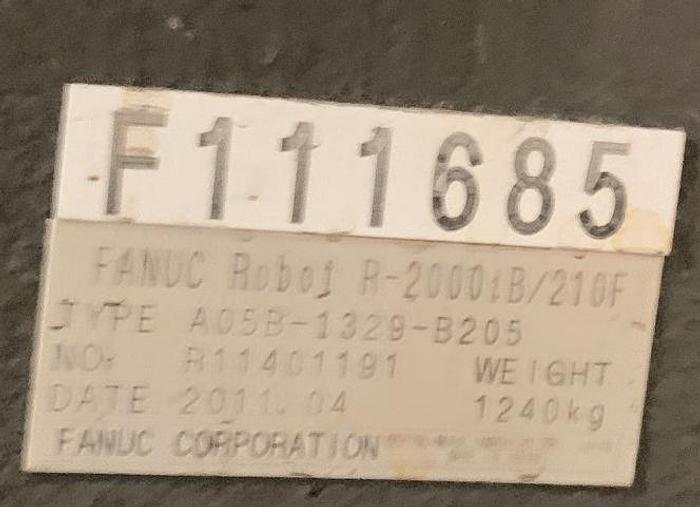 F111685
FANUC Robot R-2000iB/210F
TYPE A05B-1329-B205
NO. R11401191 WEIGHT
DATE 2011.04 1240kg
FANUC CORPORATION